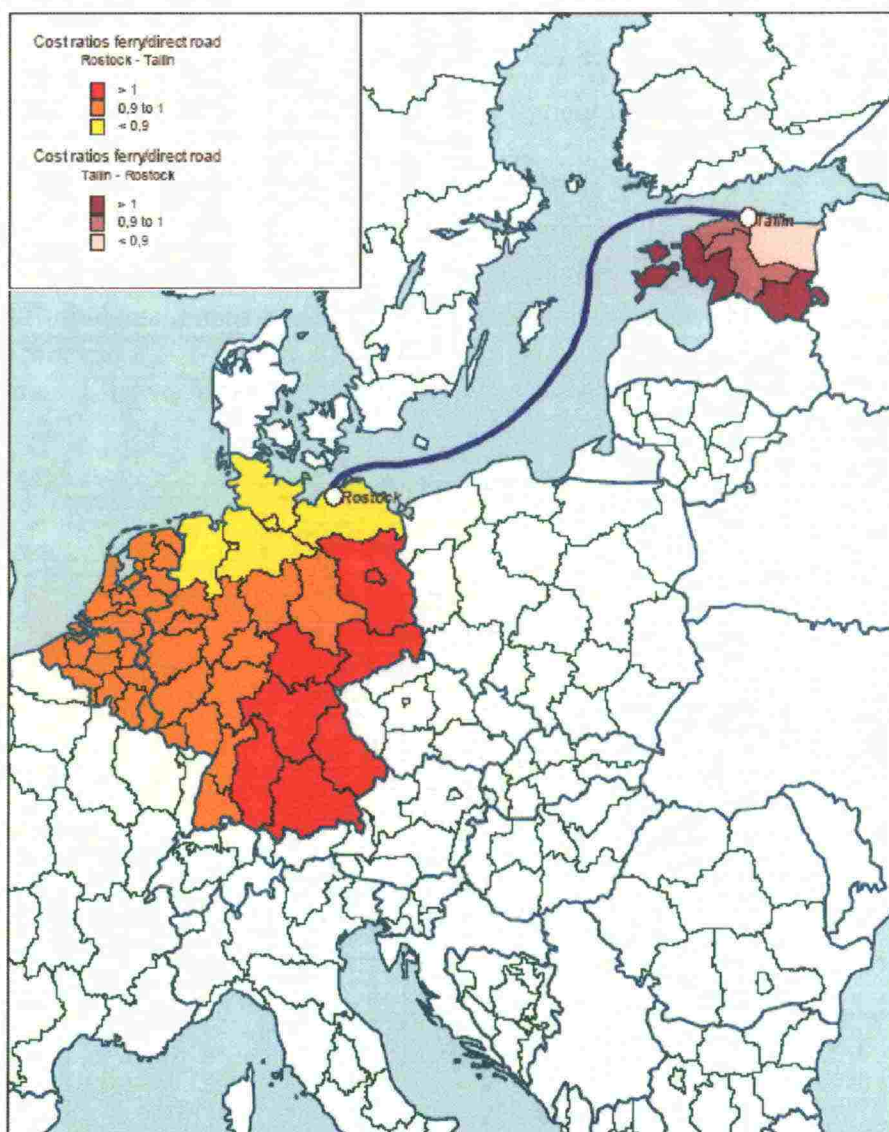 Cost ratios ferry/direct road
Rostock - Tallin
> 1
0,9 to 1
< 0,9
Cost ratios ferry/direct road
Tallin - Rostock
> 1
0,9 to 1
< 0,9
Tallin
Rostock